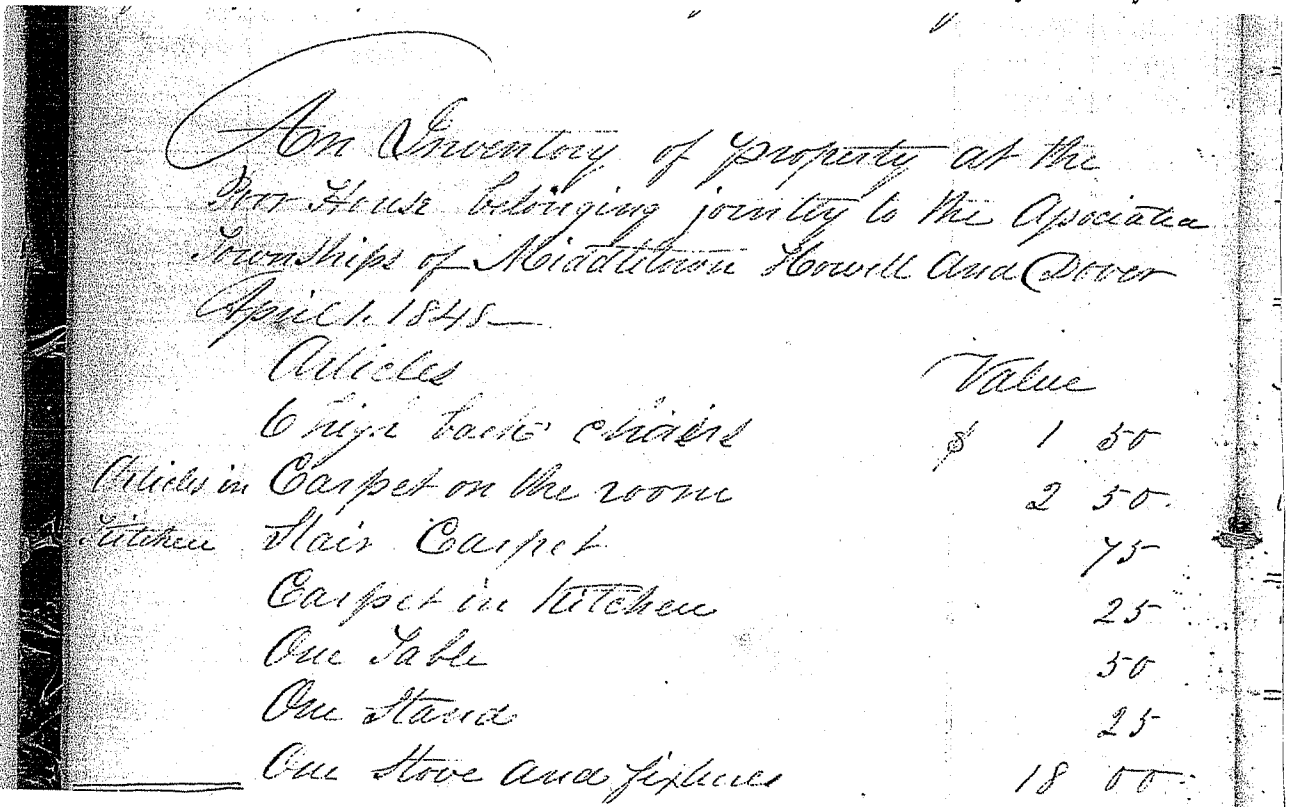 An Inventory of property at the
Poor House belonging jointly to the Associated
Townships of Middletown Howell And Dover
April 1. 1848
Articles Value
6 high back chairs $ 1 50
Articles in Carpet on the room 2 50
Kitchen Stair Carpet 75
Carpet in Kitchen 25
One Table 50
One Stand 25
One Stove and fixtures 18 00